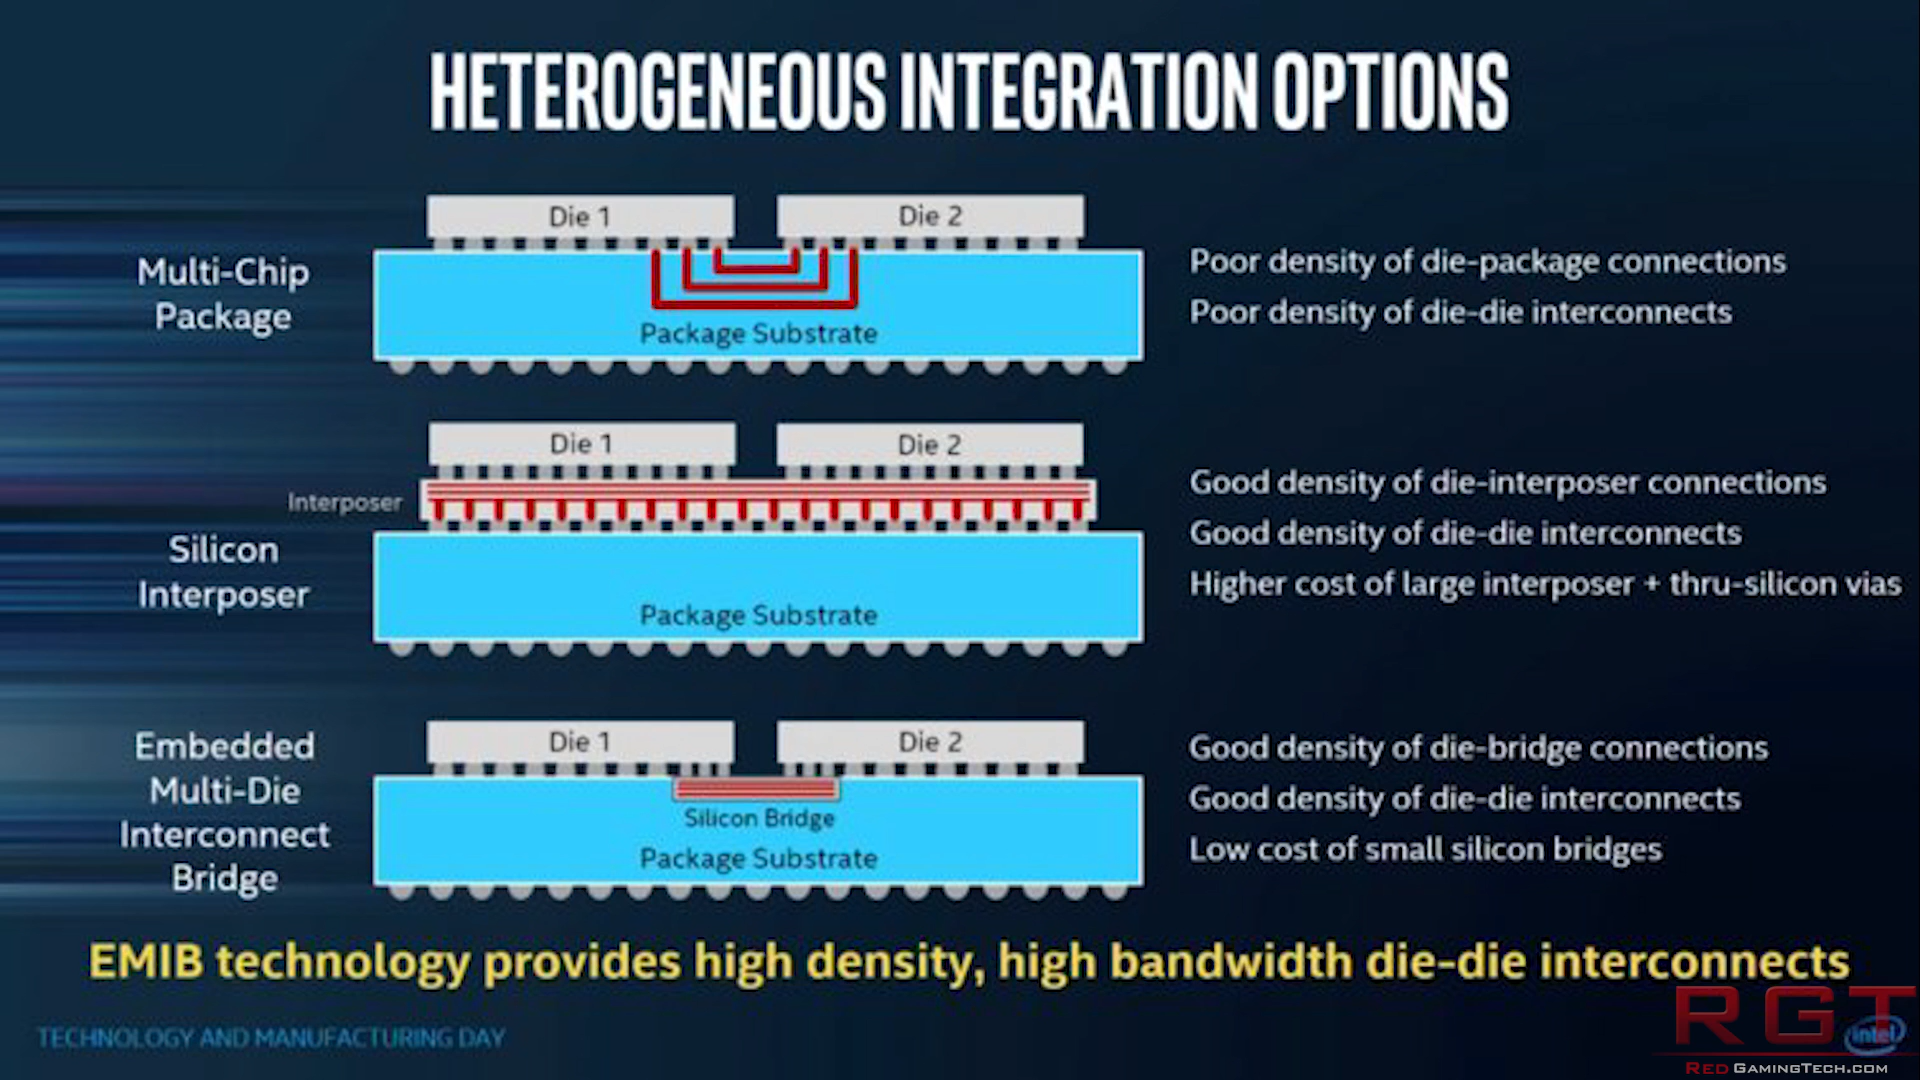 HETEROGENEOUS INTEGRATION OPTIONS
Multi-Chip
Package
Die 1
Die 2
Package Substrate
Poor density of die-package connections
Poor density of die-die interconnects
Silicon
Interposer
Interposer
Die 1
Die 2
Package Substrate
Good density of die-interposer connections
Good density of die-die interconnects
Higher cost of large interposer + thru-silicon vias
Embedded
Multi-Die
Interconnect
Bridge
Die 1
Die 2
Silicon Bridge
Package Substrate
Good density of die-bridge connections
Good density of die-die interconnects
Low cost of small silicon bridges
EMIB technology provides high density, high bandwidth die-die interconnects
TECHNOLOGY AND MANUFACTURING DAY
RGT
intel
REDGAMINGTECH.COM